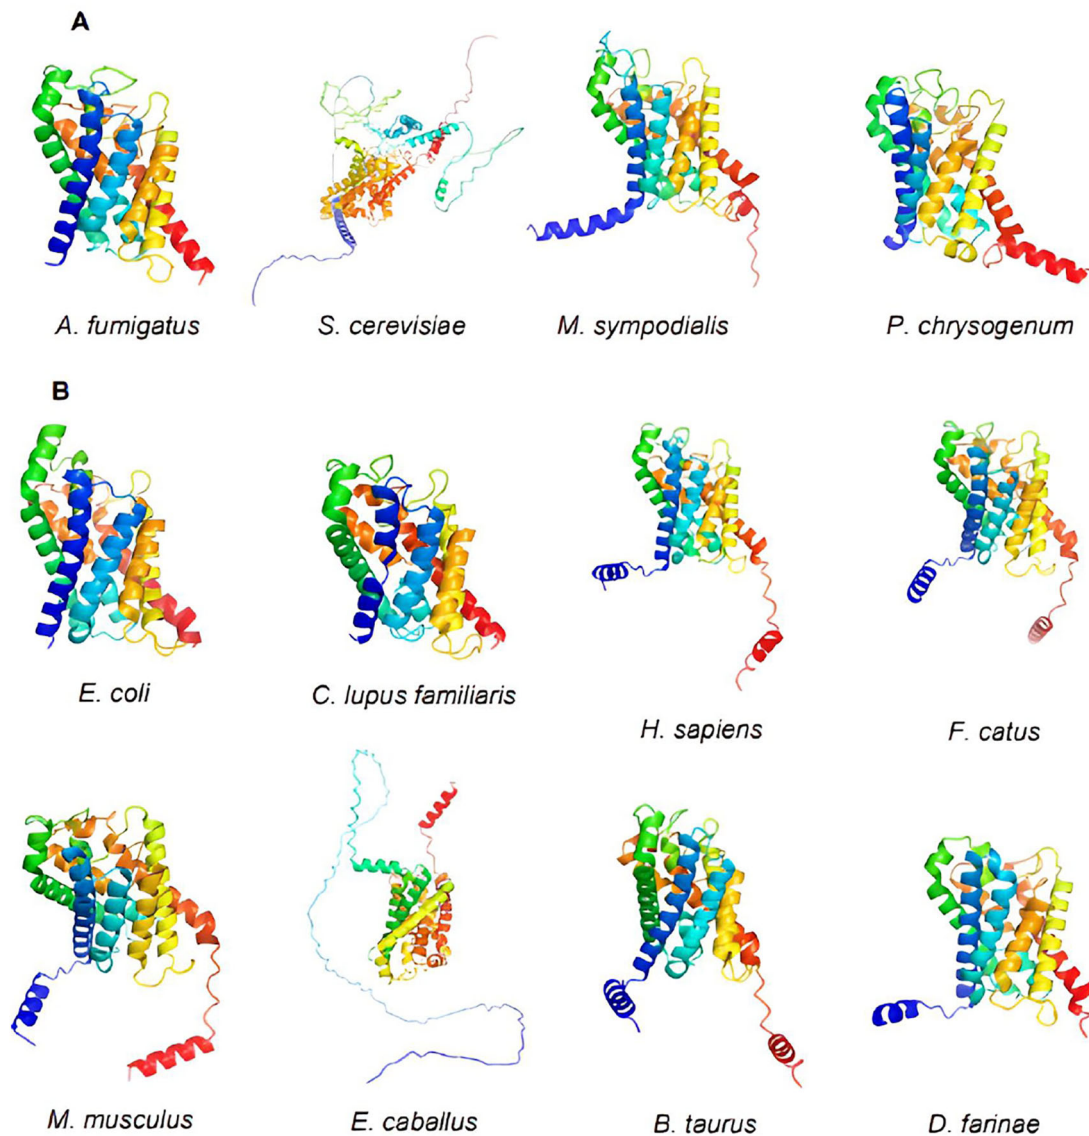 A
A. fumigatus
S. cerevisiae
M. sympodialis
P. chrysogenum
B
E. coli
C. lupus familiaris
H. sapiens
F. catus
M. musculus
E. caballus
B. taurus
D. farinae